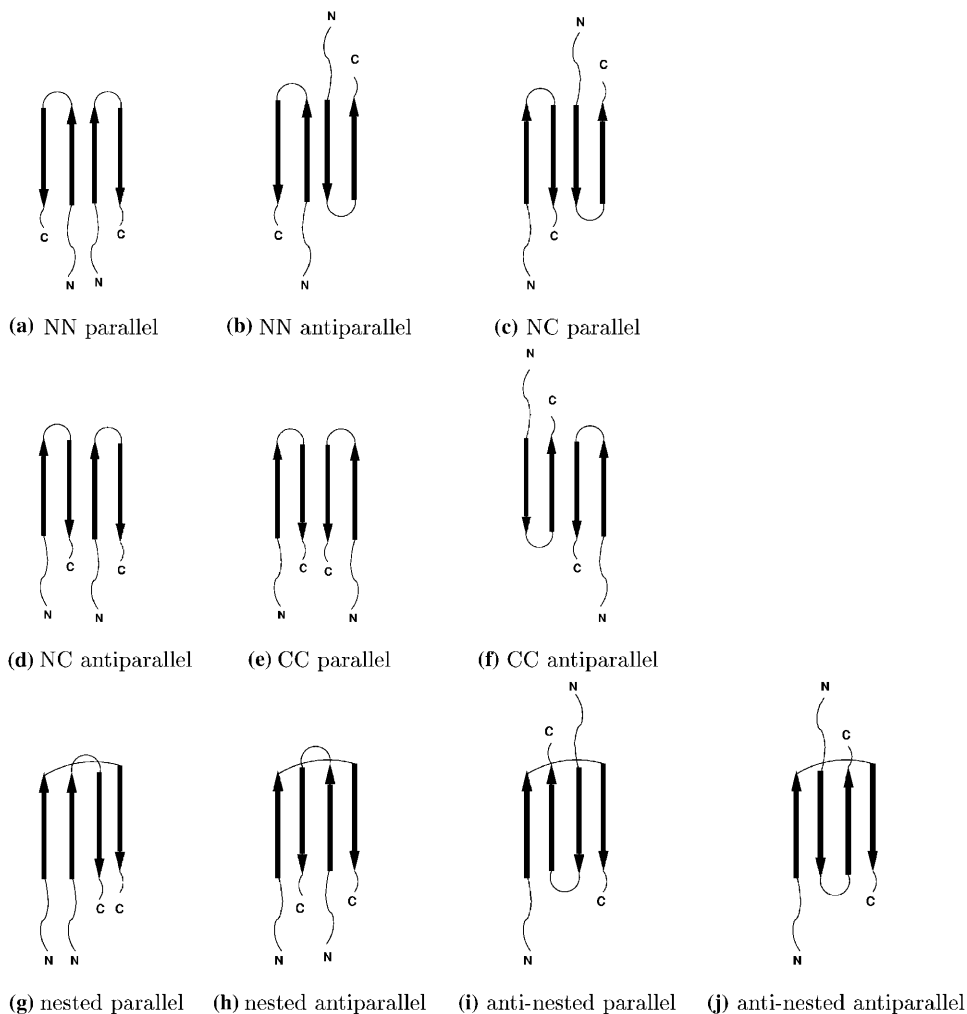 N
N
C
C
C
C
C
C
N
N
N
N
(a) NN parallel
(b) NN antiparallel
(c) NC parallel
N
C
C
C
C
C
C
N
N
N
N
N
(d) NC antiparallel
(e) CC parallel
(f) CC antiparallel
N
N
C
C
C
C
C
C
C
C
N
N
N
N
N
N
(g) nested parallel
(h) nested antiparallel
(i) anti-nested parallel
(j) anti-nested antiparallel